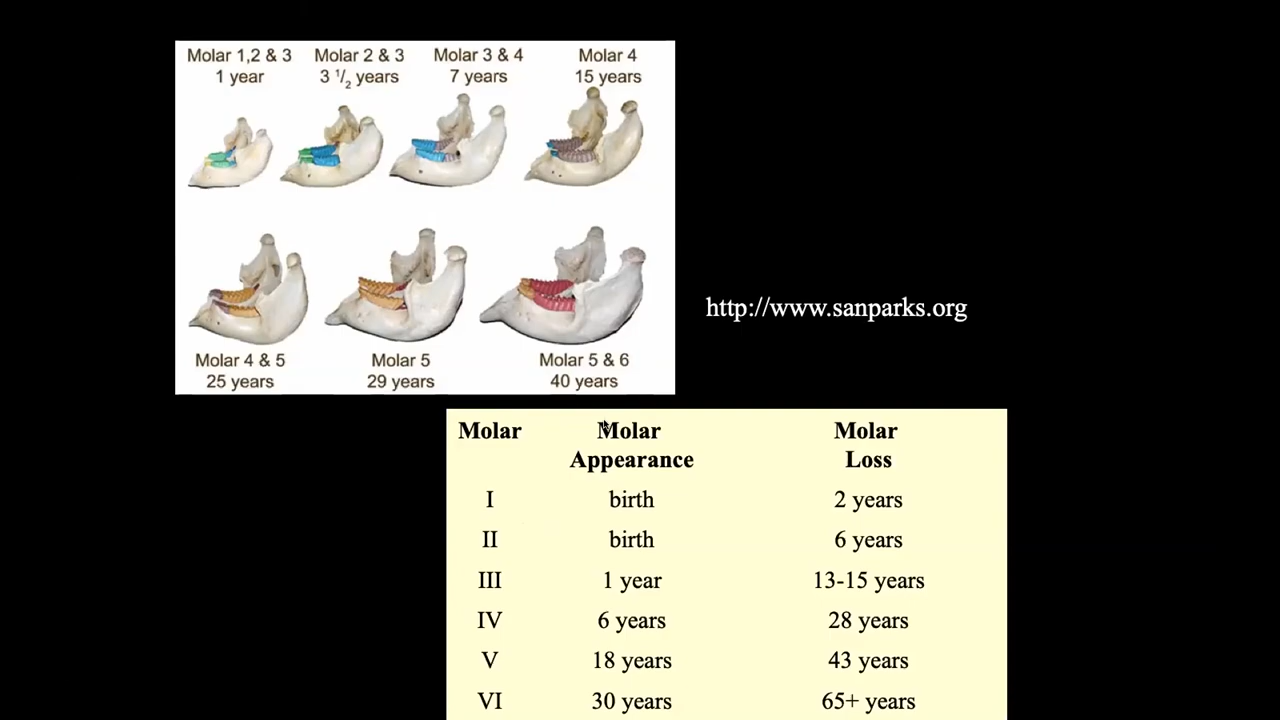 Molar 1,2 & 3
1 year
Molar 2 & 3
3 1/2 years
Molar 3 & 4
7 years
Molar 4
15 years
Molar 4 & 5
25 years
Molar 5
29 years
Molar 5 & 6
40 years
http://www.sanparks.org
Molar Molar Molar
Appearance Loss
I birth 2 years
II birth 6 years
III 1 year 13-15 years
IV 6 years 28 years
V 18 years 43 years
VI 30 years 65+ years